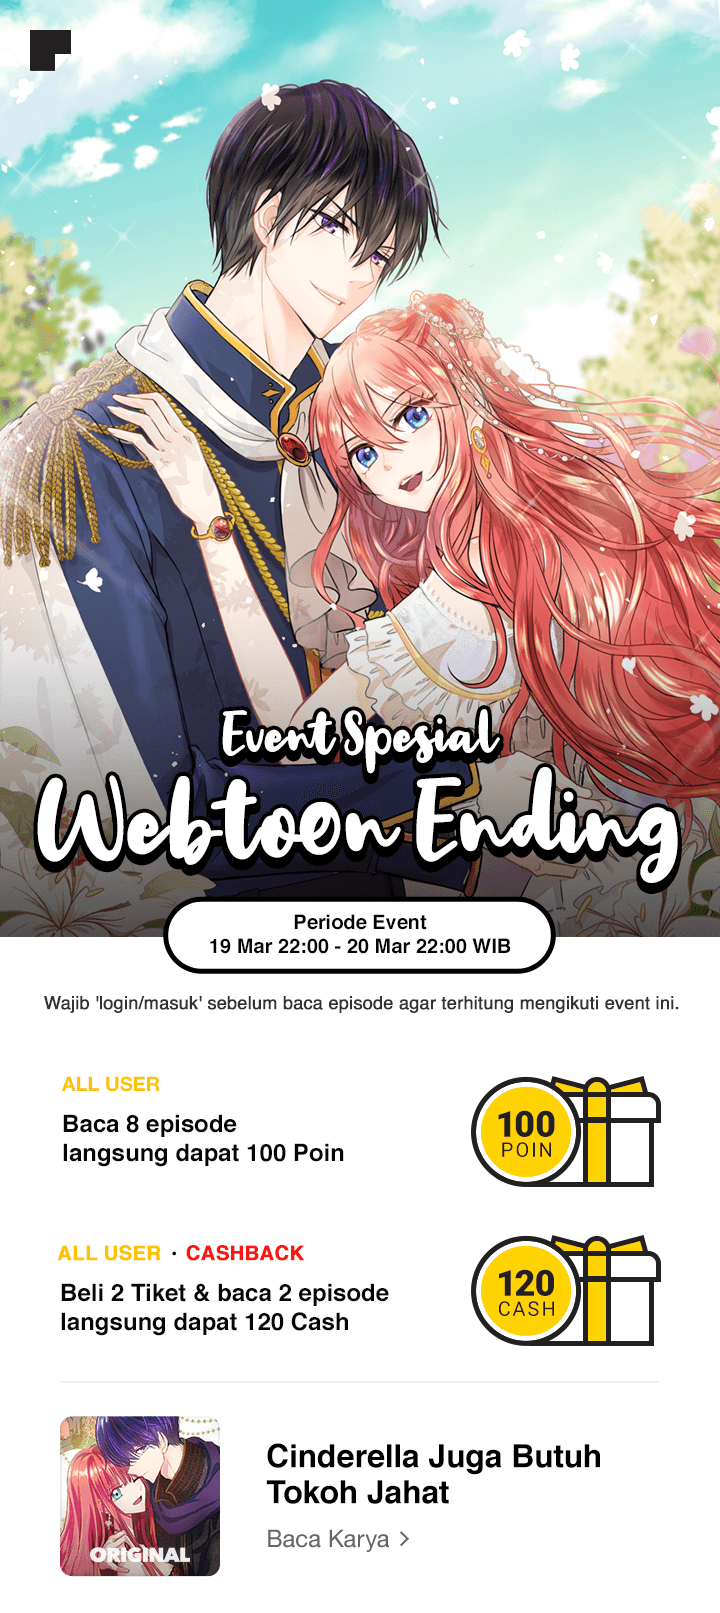 Event Spesial
Webtoon Ending
Periode Event
19 Mar 22:00 - 20 Mar 22:00 WIB
Wajib 'login/masuk' sebelum baca episode agar terhitung mengikuti event ini.
ALL USER
Baca 8 episode
langsung dapat 100 Poin
100
POIN
ALL USER · CASHBACK
Beli 2 Tiket & baca 2 episode
langsung dapat 120 Cash
120
CASH
ORIGINAL
Cinderella Juga Butuh
Tokoh Jahat
Baca Karya >